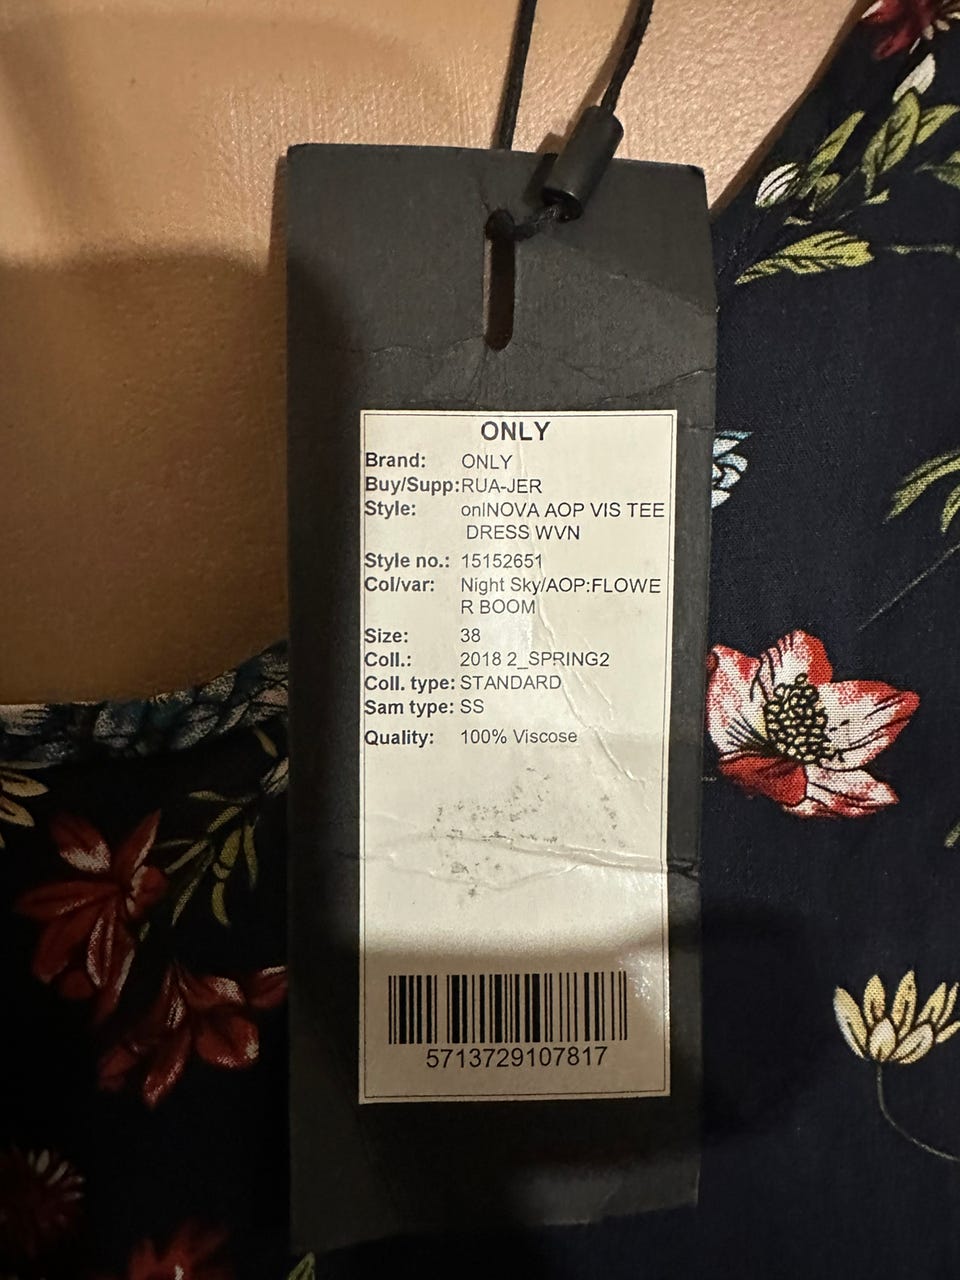 ONLY
Brand: ONLY
Buy/Supp:RUA-JER
Style: onlNOVA AOP VIS TEE
DRESS WVN
Style no.: 15152651
Col/var: Night Sky/AOP:FLOWE
R BOOM
Size: 38
Coll.: 2018 2_SPRING2
Coll. type: STANDARD
Sam type: SS
Quality: 100% Viscose
5713729107817